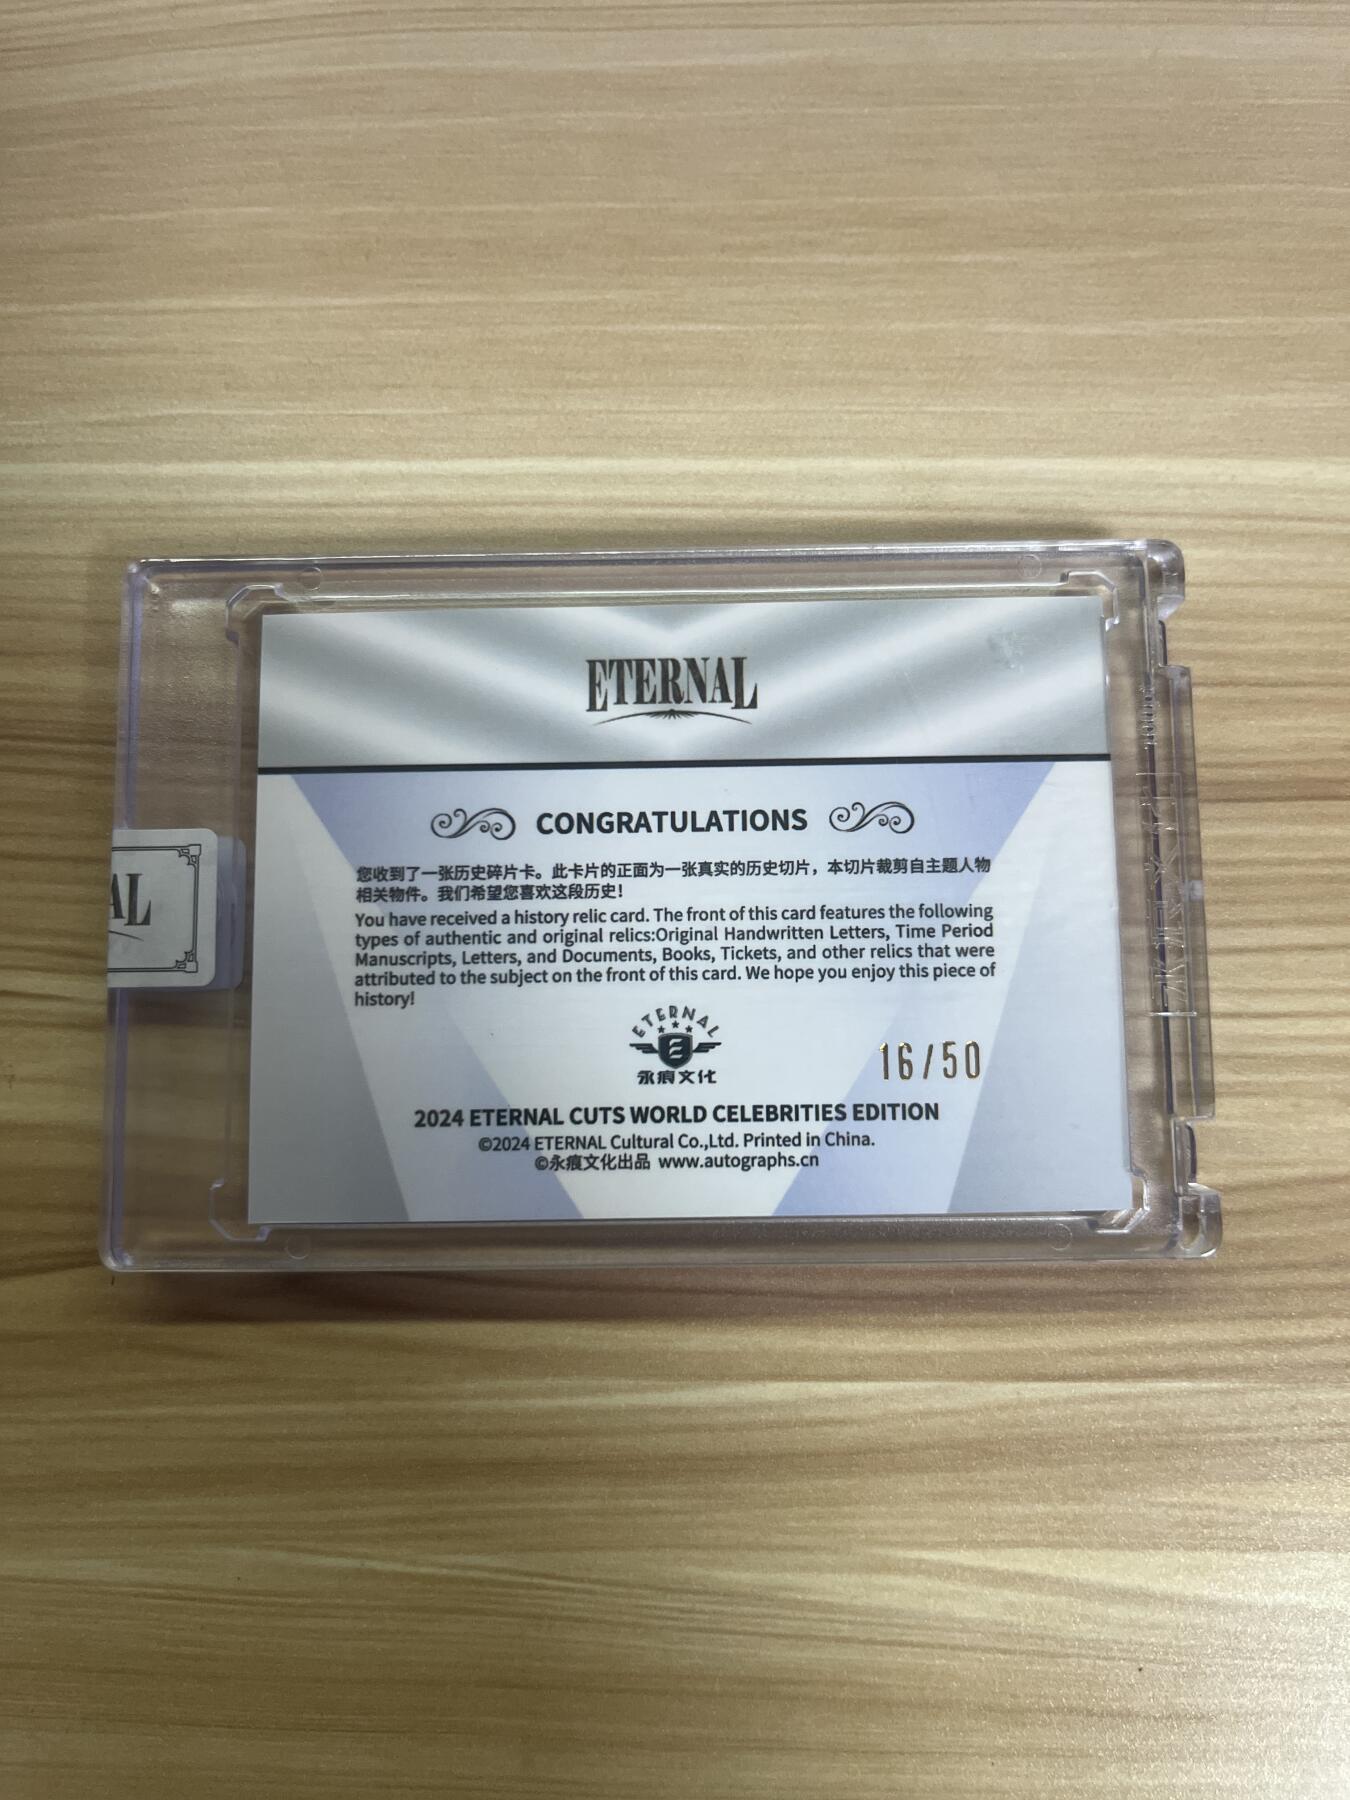 ETERNAL
CONGRATULATIONS
您收到了一张历史碎片卡。此卡片的正面为一张真实的历史切片，本切片裁剪自主题人物
相关物件。我们希望您喜欢这段历史！
You have received a history relic card. The front of this card features the following
types of authentic and original relics:Original Handwritten Letters, Time Period
Manuscripts, Letters, and Documents, Books, Tickets, and other relics that were
attributed to the subject on the front of this card. We hope you enjoy this piece of
history!
AL
ETERNAL
永痕文化
16/50
2024 ETERNAL CUTS WORLD CELEBRITIES EDITION
©2024 ETERNAL Cultural Co.,Ltd. Printed in China.
©永痕文化出品 www.autographs.cn